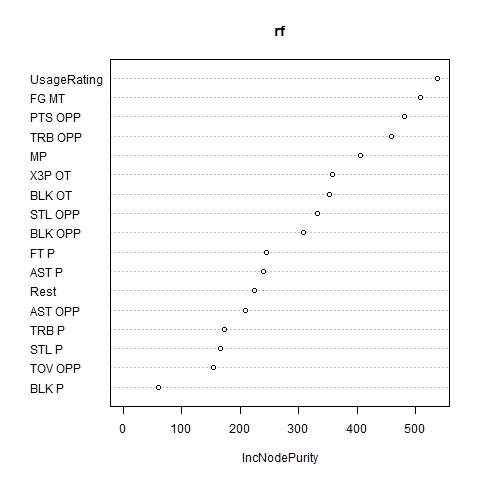 rf
UsageRating
FG MT
PTS OPP
TRB OPP
MP
X3P OT
BLK OT
STL OPP
BLK OPP
FT P
AST P
Rest
AST OPP
TRB P
STL P
TOV OPP
BLK P
0 100 200 300 400 500
IncNodePurity